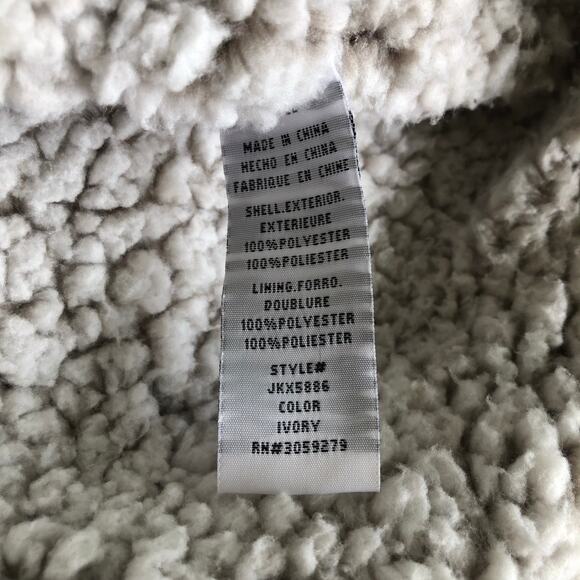 MADE IN CHINA
HECHO EN CHINA
FABRIQUE EN CHINE
SHELL.EXTERIOR.
EXTERIEURE
100%POLYESTER
100%POLIESTER
LINING.FORRO.
DOUBLURE
100%POLYESTER
100%POLIESTER
STYLE#
JKX5886
COLOR
IVORY
RN#3059279